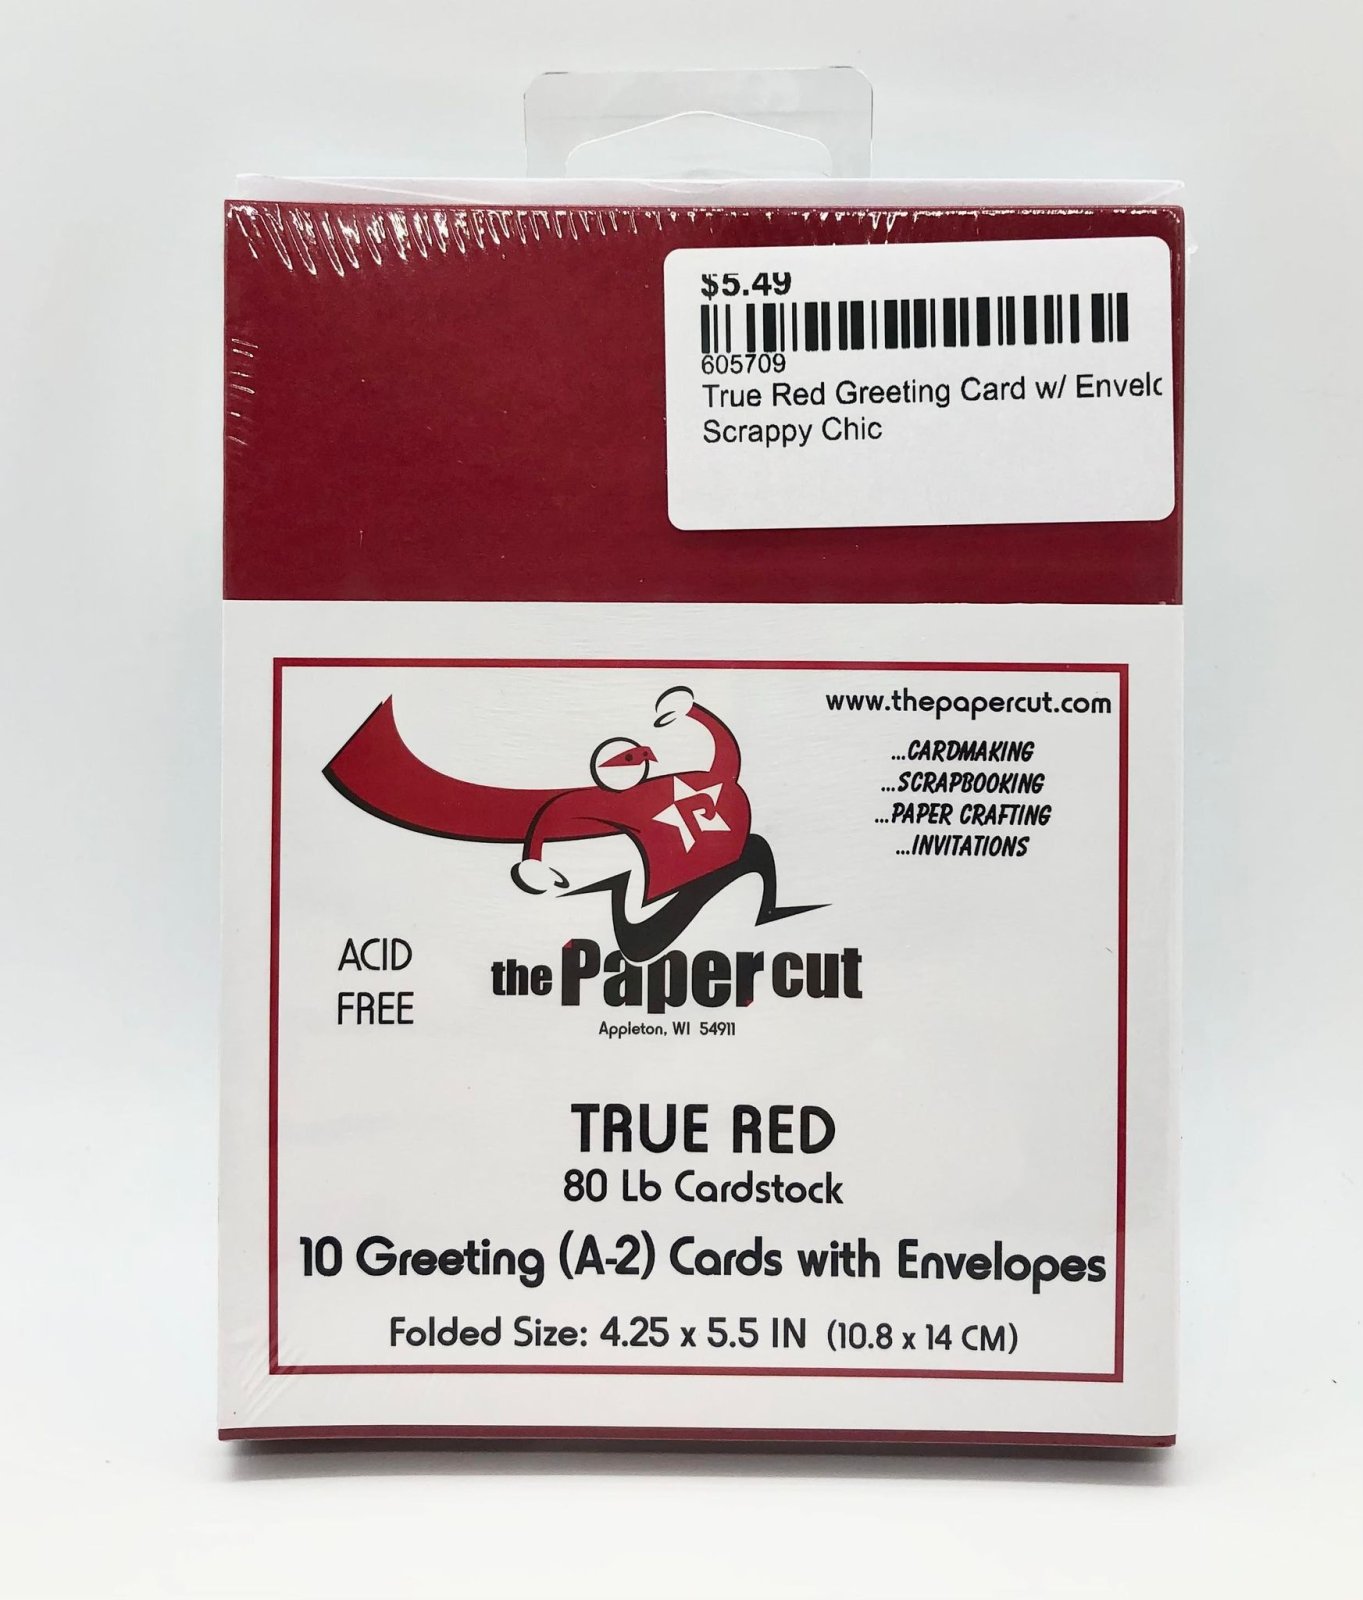 $5.49
605709
True Red Greeting Card w/
Scrappy Chic
www.thepapercut.com
...CARDMAKING
...SCRAPBOOKING
...PAPER CRAFTING
...INVITATIONS
ACID
FREE
the Paper cut
Appleton, WI 54911
TRUE RED
80 Lb Cardstock
10 Greeting (A-2) Cards with Envelopes
Folded Size: 4.25 x 5.5 IN (10.8 x 14 CM)